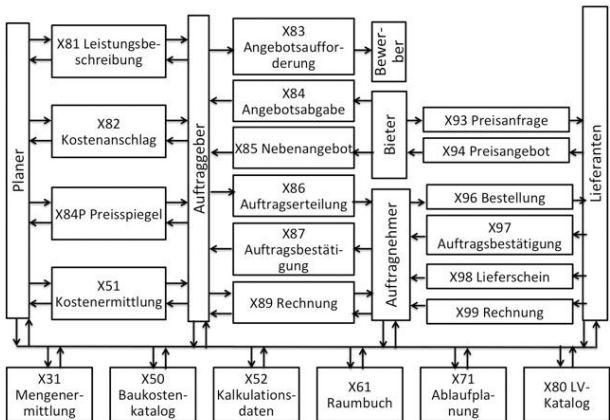 Planer
X81 Leistungsbe-
schreibung
X82
Kostenanschlag
X84P Preisspiegel
X51
Kostenermittlung
Auftraggeber
X83
Angebotsauffor-
derung
X84
Angebotsabgabe
X85 Nebenangebot
X86
Auftragserteilung
X87
Auftragsbestäti-
gung
X89 Rechnung
Bewer-
ber
Bieter
Auftragnehmer
X93 Preisanfrage
X94 Preisangebot
X96 Bestellung
X97
Auftragsbestätigung
X98 Lieferschein
X99 Rechnung
Lieferanten
X31
Mengener-
mittlung
X50
Baukosten-
katalog
X52
Kalkulations-
daten
X61
Raumbuch
X71
Ablaufpla-
nung
X80 LV-
Katalog